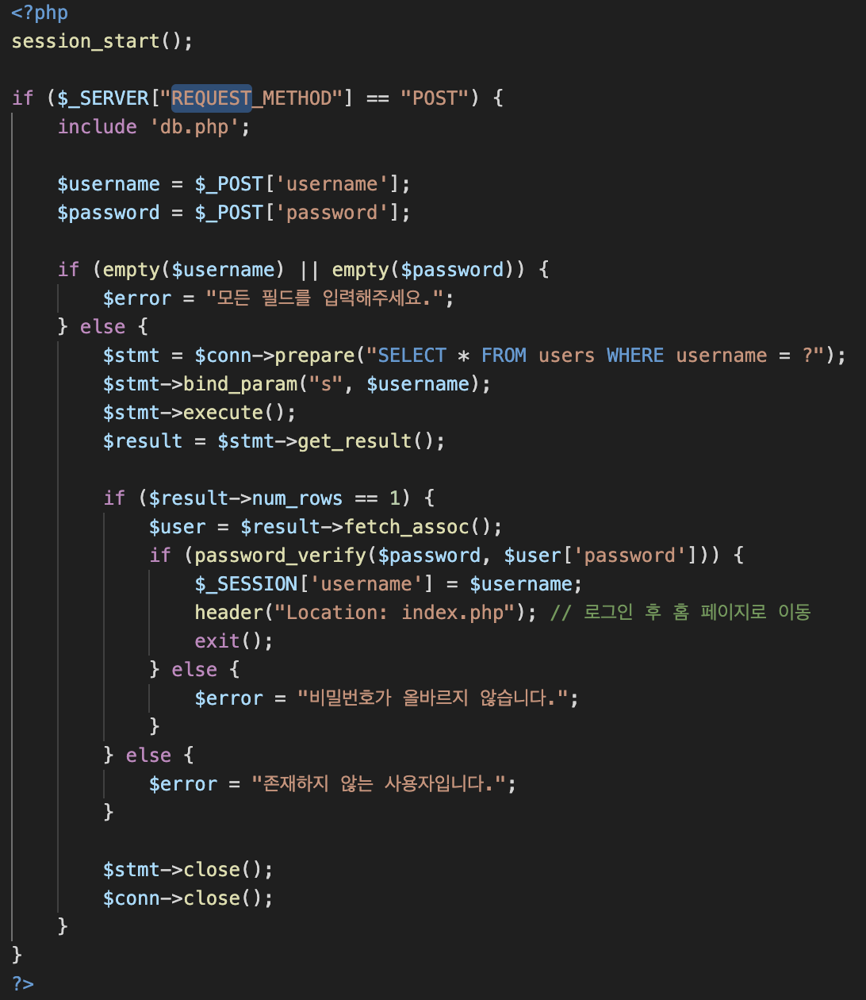 <?php
session_start();
if ($_SERVER["REQUEST_METHOD"] == "POST") {
    include 'db.php';
    $username = $_POST['username'];
    $password = $_POST['password'];
    if (empty($username) || empty($password)) {
        $error = "모든 필드를 입력해주세요.";
    } else {
        $stmt = $conn->prepare("SELECT * FROM users WHERE username = ?");
        $stmt->bind_param("s", $username);
        $stmt->execute();
        $result = $stmt->get_result();
        if ($result->num_rows == 1) {
            $user = $result->fetch_assoc();
            if (password_verify($password, $user['password'])) {
                $_SESSION['username'] = $username;
                header("Location: index.php"); // 로그인 후 홈 페이지로 이동
                exit();
            } else {
                $error = "비밀번호가 올바르지 않습니다.";
            }
        } else {
            $error = "존재하지 않는 사용자입니다.";
        }
        $stmt->close();
        $conn->close();
    }
}
?>